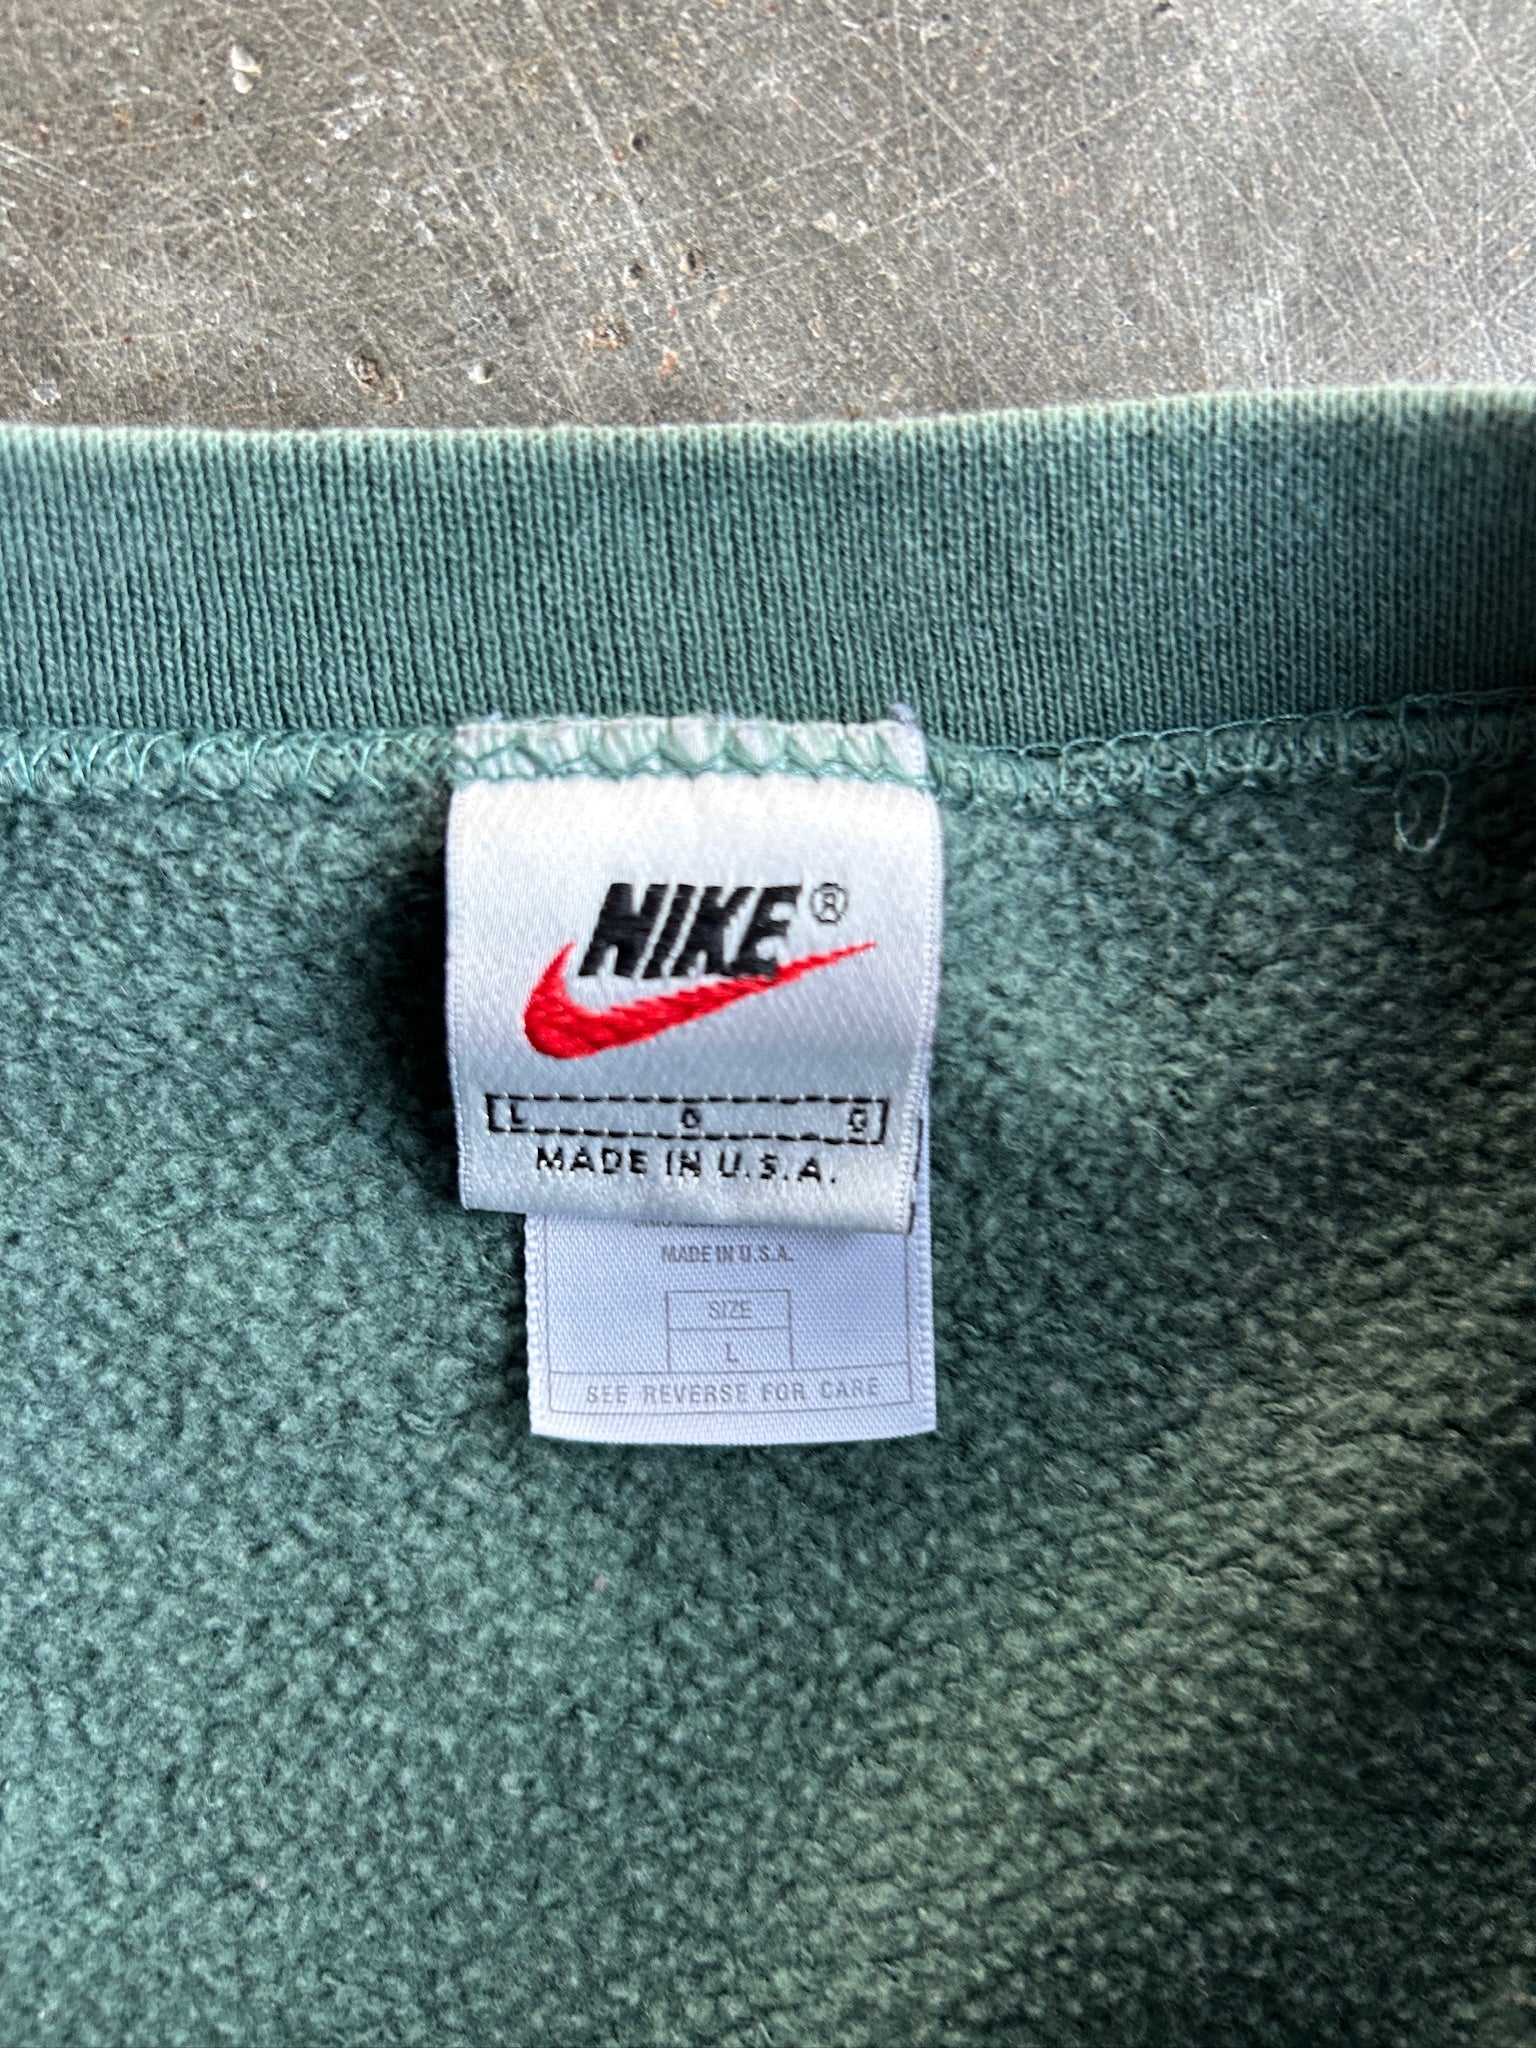 NIKE®
L G G
MADE IN U.S.A.
MADE IN U.S.A.
SIZE
L
SEE REVERSE FOR CARE